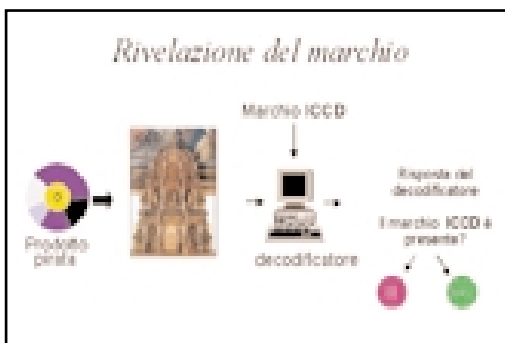 Rivelazione del marchio
Marchio ICCD
Prodotto
pirata
decodificatore
Risposta del
decodificatore
Il marchio ICCD è
presente?